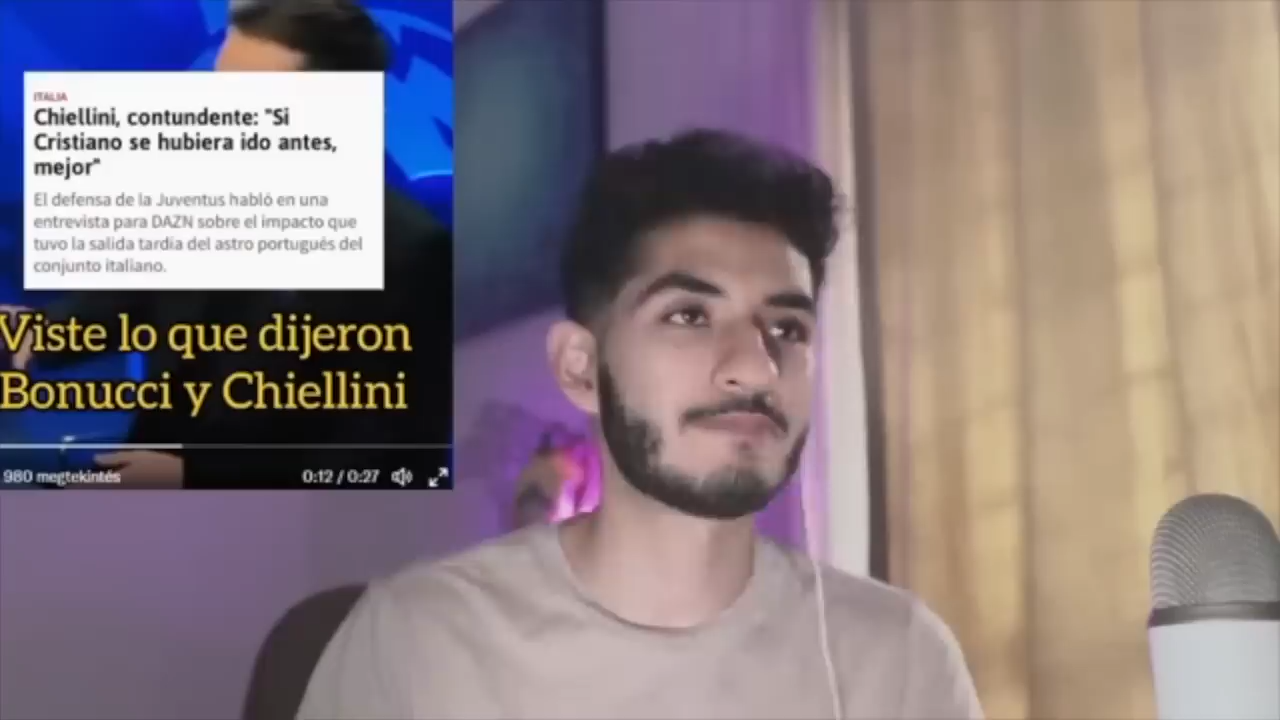 ITALIA
Chiellini, contundente: "Si
Cristiano se hubiera ido antes,
mejor"
El defensa de la Juventus habló en una
entrevista para DAZN sobre el impacto que
tuvo la salida tardía del astro portugués del
conjunto italiano.
Viste lo que dijeron
Bonucci y Chiellini
980 megtekintés
0:12 / 0:27